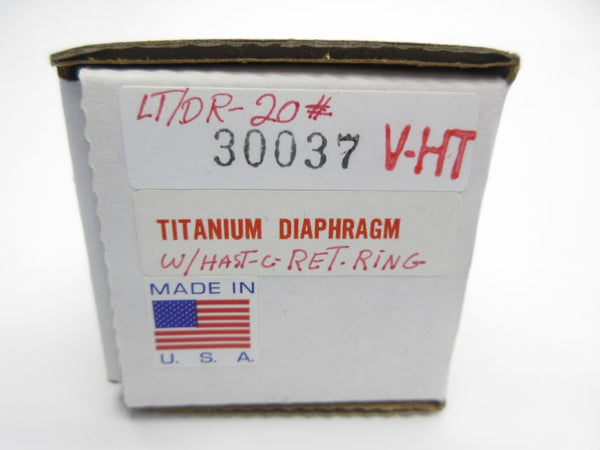 LT/DR-20#
30037 V-HT
TITANIUM DIAPHRAGM
W/HAST-C-RET.RING
MADE IN
U. S. A.